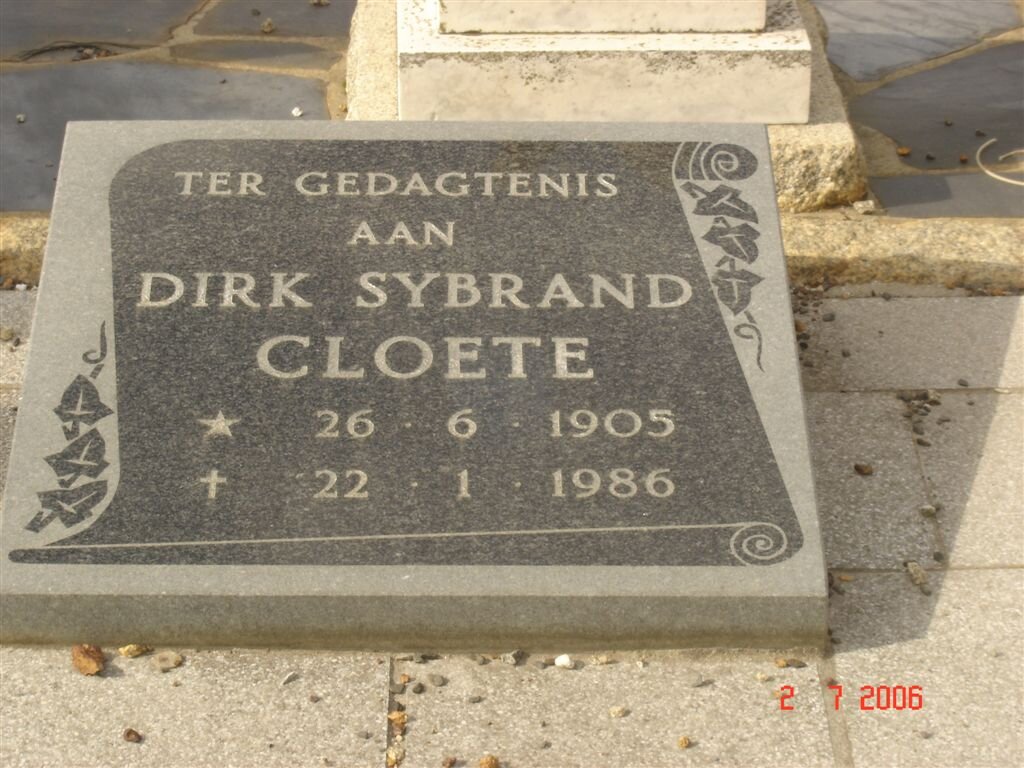 TER GEDAGTENIS
AAN
DIRK SYBRAND
CLOETE
★ 26 · 6 · 1905
✝ 22 · 1 · 1986
2 7 2006